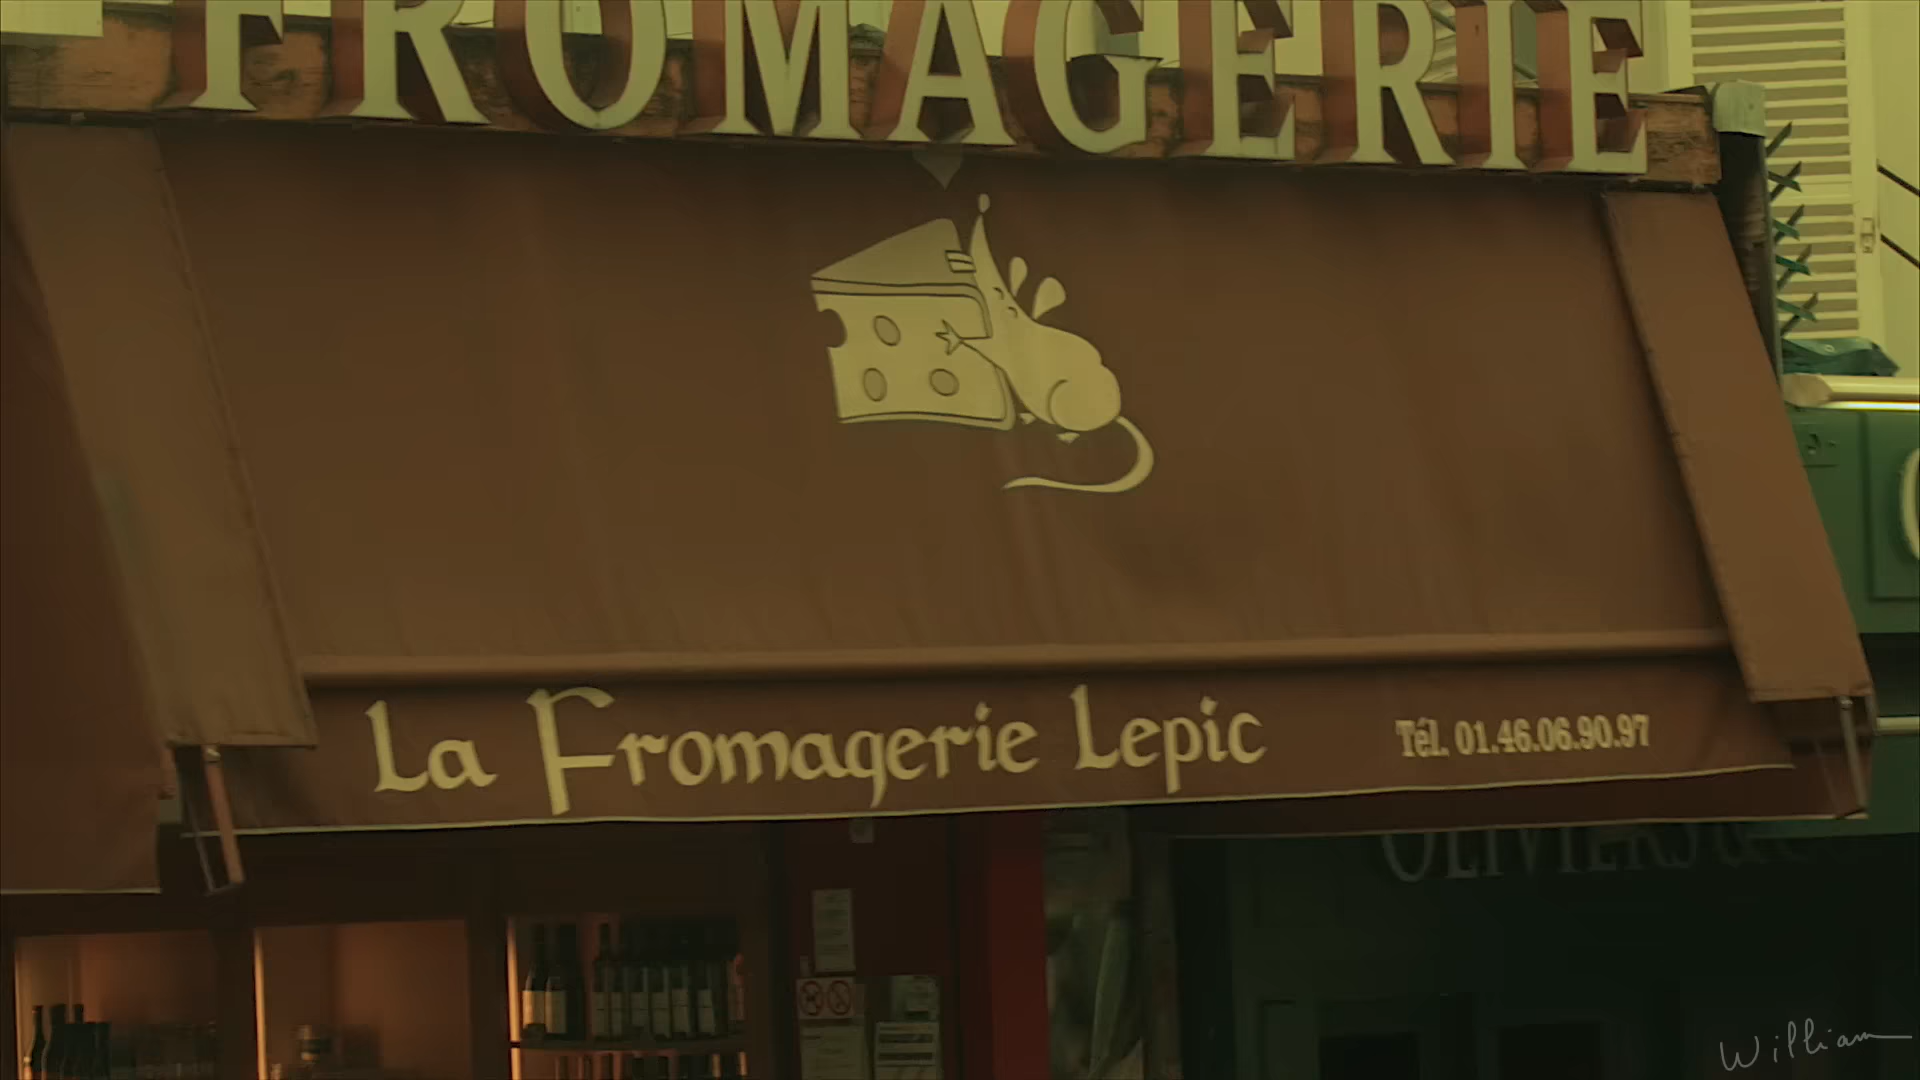 FROMAGERIE
La Fromagerie Lepic
Tél. 01.46.06.90.97
OLIVIERS &
William